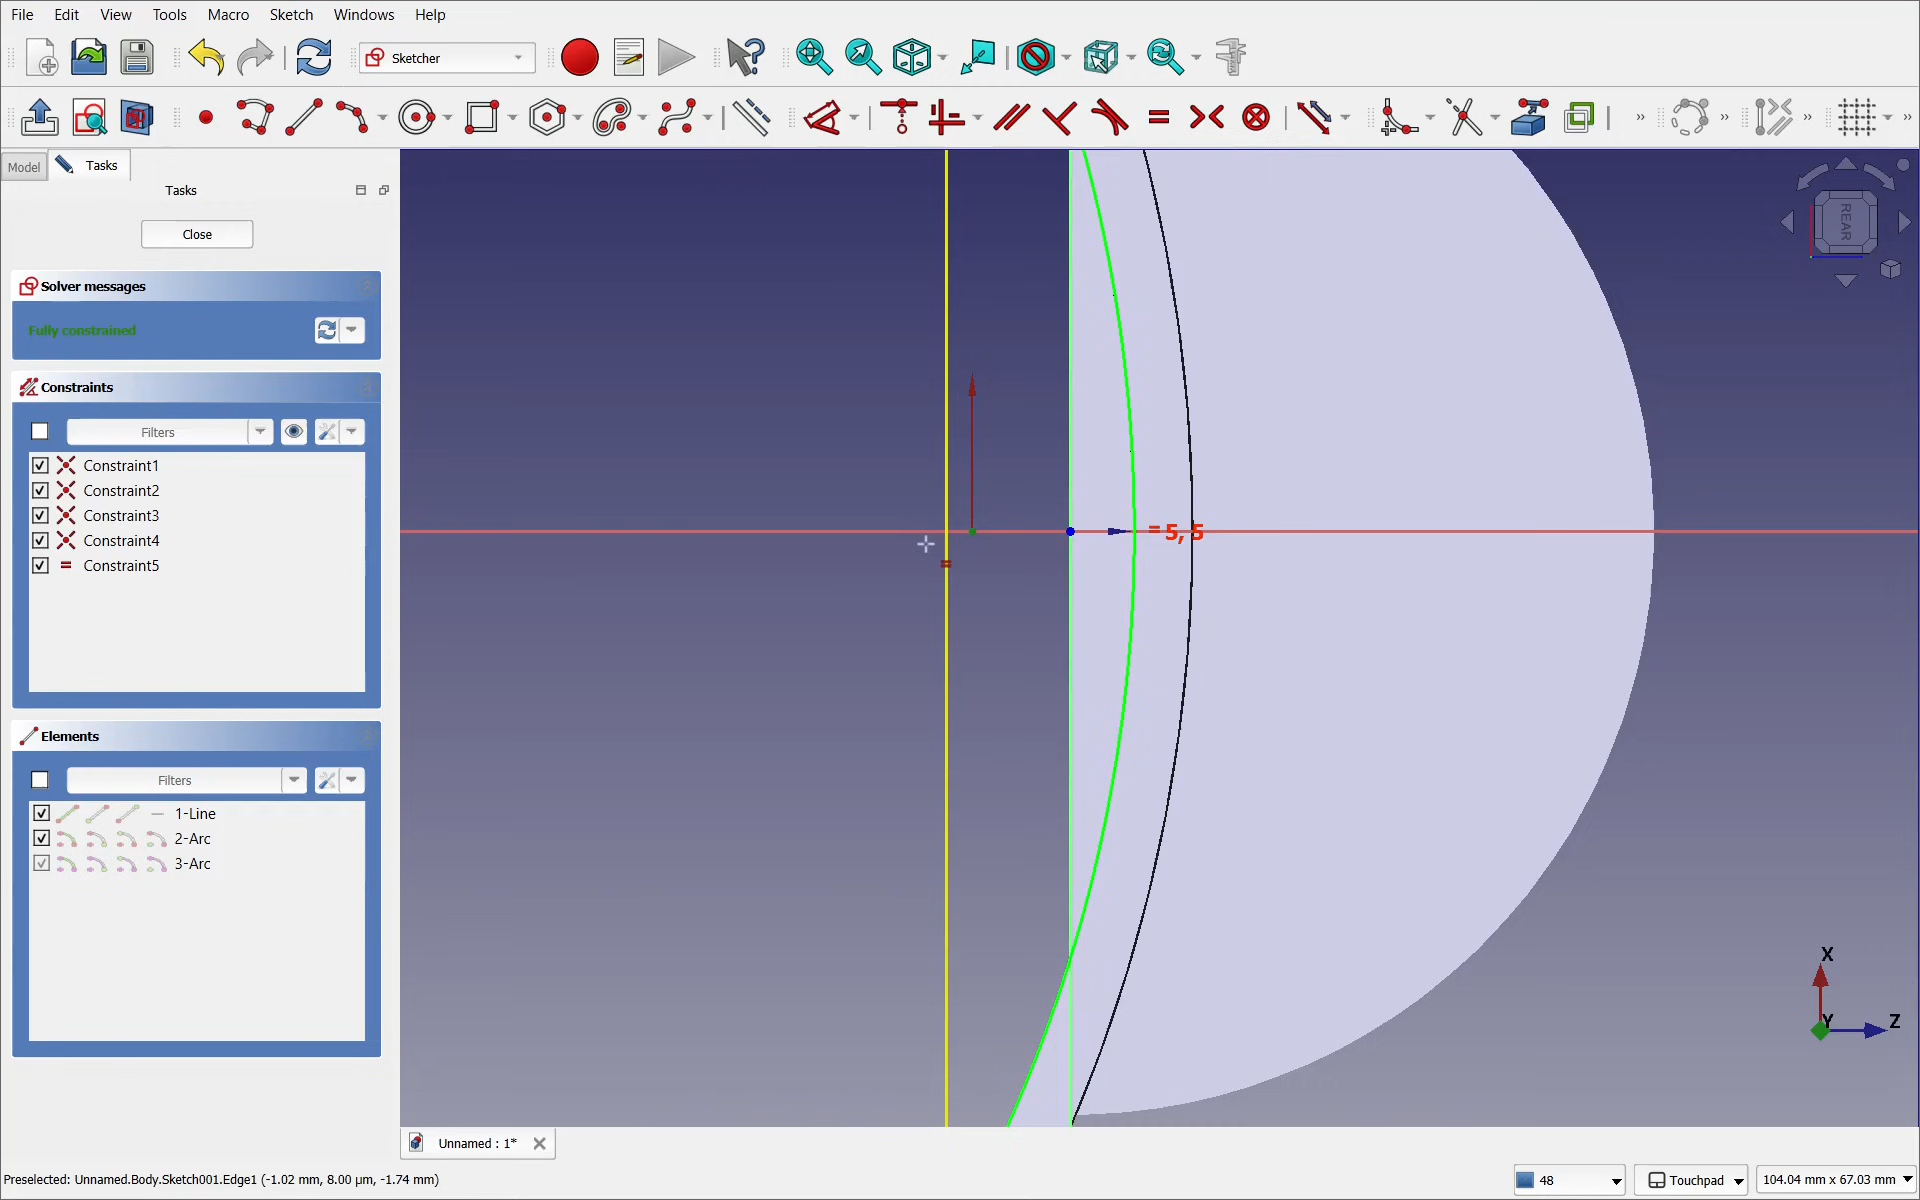 File Edit View Tools Macro Sketch Windows Help
Sketcher
Model Tasks
Tasks
Close
Solver messages
Fully constrained
Constraints
Filters
Constraint1
Constraint2
Constraint3
Constraint4
Constraint5
Elements
Filters
1-Line
2-Arc
3-Arc
= 5, 5
REAR
X
Y
Z
Unnamed : 1*
Preselected: Unnamed.Body.Sketch001.Edge1 (-1.02 mm, 8.00 µm, -1.74 mm)
48
Touchpad
104.04 mm x 67.03 mm